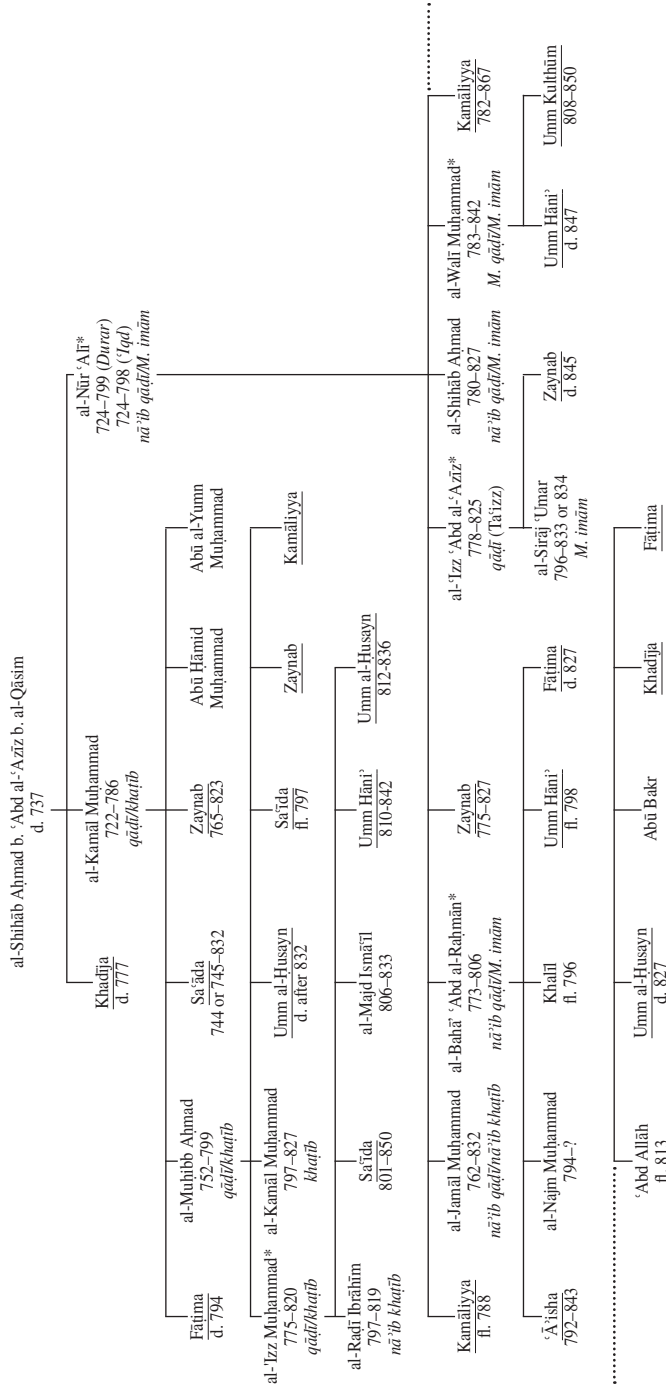 al-Shihāb Aḥmad b. ʿAbd al-ʿAzīz b. al-Qāsim
d. 737
Khadīja
d. 777
al-Kamāl Muḥammad
722–786
qāḍī/khaṭīb
al-Nūr ʿAlī*
724–799 (Durar)
724–798 (ʿIqd)
nāʾib qāḍī/M. imām
Fāṭima
d. 794
al-Muḥibb Aḥmad
752–799
qāḍī/khaṭīb
Saʿāda
744 or 745–832
Zaynab
765–823
Abū Ḥāmid
Muḥammad
Abū al-Yumn
Muḥammad
al-ʿIzz Muḥammad*
775–820
qāḍī/khaṭīb
al-Kamāl Muḥammad
797–827
khaṭīb
Umm al-Ḥusayn
d. after 832
Saʿīda
fl. 797
Zaynab
Kamāliyya
al-Raḍī Ibrāhīm
797–819
nāʾib khaṭīb
Saʿīda
801–850
al-Majd Ismāʿīl
806–833
Umm Hāniʾ
810-842
Umm al-Ḥusayn
812-836
Kamāliyya
fl. 788
al-Jamāl Muḥammad
762–832
nāʾib qāḍī/nāʾib khaṭīb
al-Bahāʾ ʿAbd al-Raḥmān*
773–806
nāʾib qāḍī/M. imām
Zaynab
775–827
al-ʿIzz ʿAbd al-ʿAzīz*
778–825
qāḍī (Taʿizz)
al-Shihāb Aḥmad
780–827
nāʾib qāḍī/M. imām
al-Walī Muḥammad*
783–842
M. qāḍī/M. imām
Kamāliyya
782–867
ʿĀʾisha
792–843
al-Najm Muḥammad
794–?
Khalīl
fl. 796
Umm Hāniʾ
fl. 798
Fāṭima
d. 827
al-Sirāj ʿUmar
796–833 or 834
M. imām
Zaynab
d. 845
Umm Hāniʾ
d. 847
Umm Kulthūm
808–850
ʿAbd Allāh
fl. 813
Umm al-Ḥusayn
d. 827
Abū Bakr
Khadīja
Fāṭima